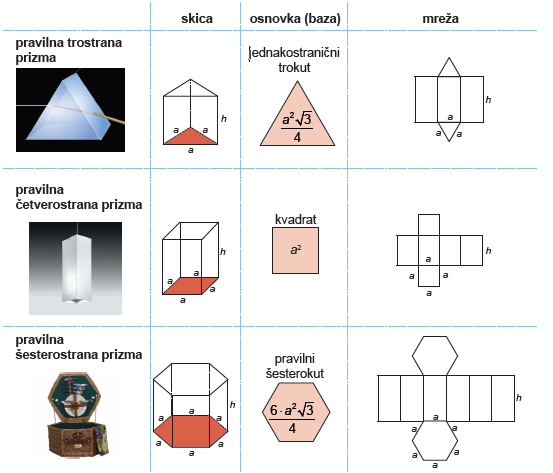 skica
osnovka (baza)
mreža
pravilna trostrana
prizma
a
a
a
h
jednakostranični
trokut
a²√3
4
a
a
a
h
pravilna
četverostrana prizma
a
a
a
a
h
kvadrat
a²
a
a
a
a
h
pravilna
šesterostrana prizma
a
a
a
a
a
a
h
pravilni
šesterokut
6 · a²√3
4
a
a
a
a
a
a
h